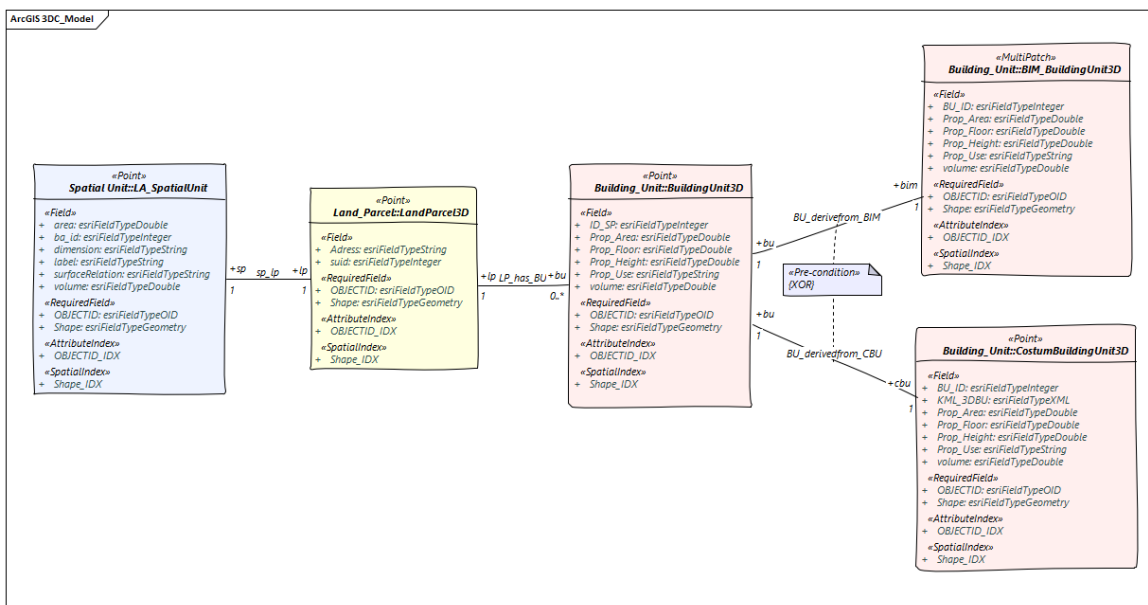 ArcGIS 3DC_Model
«Point»
Spatial Unit::LA_SpatialUnit
«Field»
+ area: esriFieldTypeDouble
+ ba_id: esriFieldTypeInteger
+ dimension: esriFieldTypeString
+ label: esriFieldTypeString
+ surfaceRelation: esriFieldTypeString
+ volume: esriFieldTypeDouble
«RequiredField»
+ OBJECTID: esriFieldTypeOID
+ Shape: esriFieldTypeGeometry
«AttributeIndex»
+ OBJECTID_IDX
«SpatialIndex»
+ Shape_IDX
+sp sp_lp +lp
1 1
«Point»
Land_Parcel::LandParcel3D
«Field»
+ Adress: esriFieldTypeString
+ suid: esriFieldTypeInteger
«RequiredField»
+ OBJECTID: esriFieldTypeOID
+ Shape: esriFieldTypeGeometry
«AttributeIndex»
+ OBJECTID_IDX
«SpatialIndex»
+ Shape_IDX
+lp LP_has_BU +bu
1 0..*
«Point»
Building_Unit::BuildingUnit3D
«Field»
+ ID_SP: esriFieldTypeInteger
+ Prop_Area: esriFieldTypeDouble
+ Prop_Floor: esriFieldTypeDouble
+ Prop_Height: esriFieldTypeDouble
+ Prop_Use: esriFieldTypeString
+ volume: esriFieldTypeDouble
«RequiredField»
+ OBJECTID: esriFieldTypeOID
+ Shape: esriFieldTypeGeometry
«AttributeIndex»
+ OBJECTID_IDX
«SpatialIndex»
+ Shape_IDX
+bim
BU_derivefrom_BIM
1
+bu
1
«Pre-condition»
{XOR}
+bu
1
BU_derivedfrom_CBU
+cbu
1
«MultiPatch»
Building_Unit::BIM_BuildingUnit3D
«Field»
+ BU_ID: esriFieldTypeInteger
+ Prop_Area: esriFieldTypeDouble
+ Prop_Floor: esriFieldTypeDouble
+ Prop_Height: esriFieldTypeDouble
+ Prop_Use: esriFieldTypeString
+ volume: esriFieldTypeDouble
«RequiredField»
+ OBJECTID: esriFieldTypeOID
+ Shape: esriFieldTypeGeometry
«AttributeIndex»
+ OBJECTID_IDX
«SpatialIndex»
+ Shape_IDX
«Point»
Building_Unit::CostumBuildingUnit3D
«Field»
+ BU_ID: esriFieldTypeInteger
+ KML_3DBU: esriFieldTypeXML
+ Prop_Area: esriFieldTypeDouble
+ Prop_Floor: esriFieldTypeDouble
+ Prop_Height: esriFieldTypeDouble
+ Prop_Use: esriFieldTypeString
+ volume: esriFieldTypeDouble
«RequiredField»
+ OBJECTID: esriFieldTypeOID
+ Shape: esriFieldTypeGeometry
«AttributeIndex»
+ OBJECTID_IDX
«SpatialIndex»
+ Shape_IDX